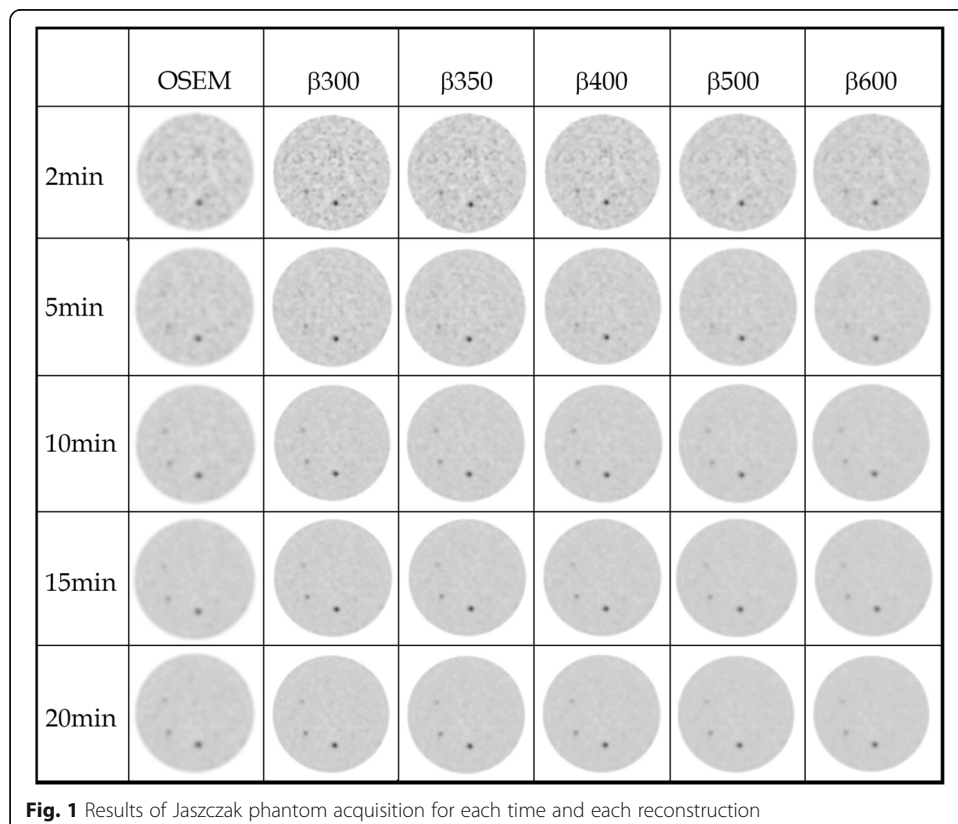 OSEM β300 β350 β400 β500 β600
2min
5min
10min
15min
20min
Fig. 1 Results of Jaszczak phantom acquisition for each time and each reconstruction